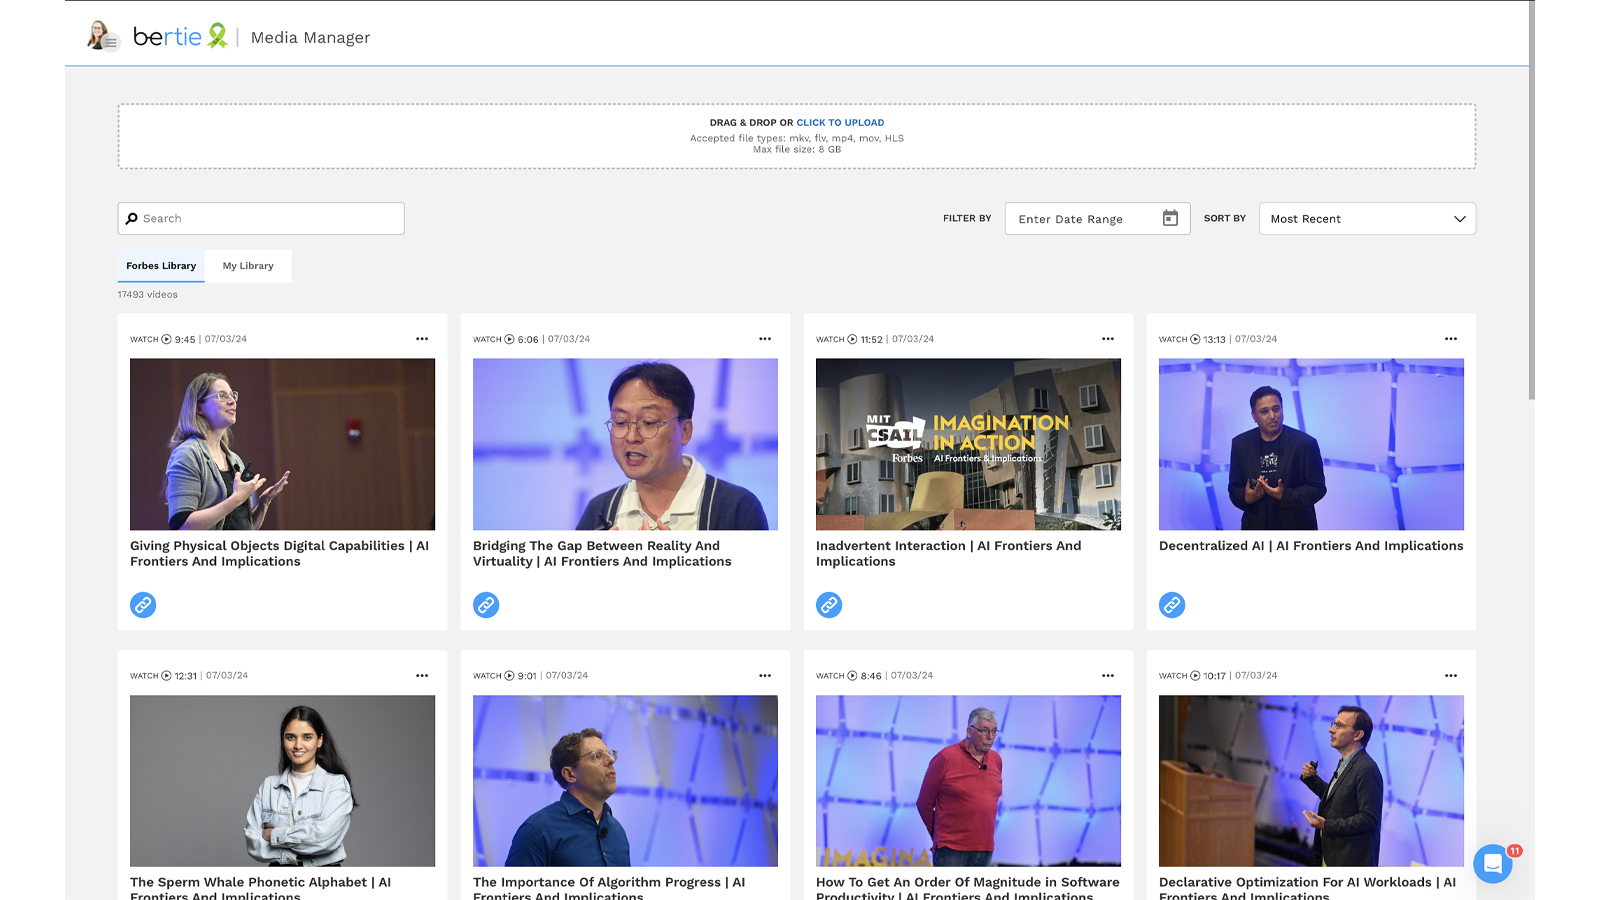 bertie | Media Manager
DRAG & DROP OR CLICK TO UPLOAD
Accepted file types: mkv, flv, mp4, mov, HLS
Max file size: 8 GB
Search
FILTER BY
Enter Date Range
SORT BY
Most Recent
Forbes Library
My Library
17493 videos
WATCH 9:45 | 07/03/24
Giving Physical Objects Digital Capabilities | AI
Frontiers And Implications
WATCH 6:06 | 07/03/24
Bridging The Gap Between Reality And
Virtuality | AI Frontiers And Implications
WATCH 11:52 | 07/03/24
MIT
CSAIL
Forbes
IMAGINATION
IN ACTION
AI Frontiers & Implications
Inadvertent Interaction | AI Frontiers And
Implications
WATCH 13:13 | 07/03/24
Decentralized AI | AI Frontiers And Implications
WATCH 12:31 | 07/03/24
The Sperm Whale Phonetic Alphabet | AI
Frontiers And Implications
WATCH 9:01 | 07/03/24
The Importance Of Algorithm Progress | AI
Frontiers And Implications
WATCH 8:46 | 07/03/24
IMAGINA
How To Get An Order Of Magnitude in Software
Productivity | AI Frontiers And Implications
WATCH 10:17 | 07/03/24
Declarative Optimization For AI Workloads | AI
Frontiers And Implications
11